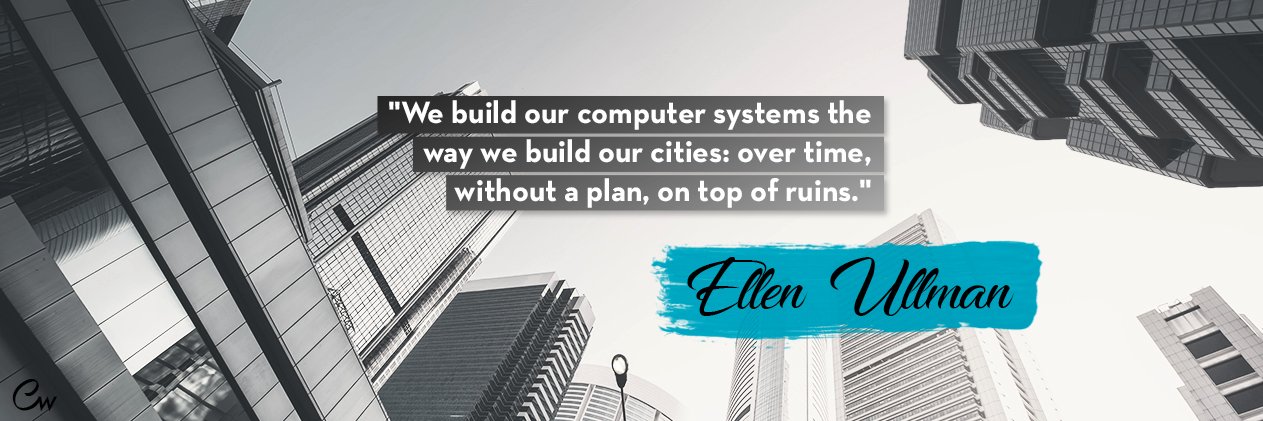 "We build our computer systems the
way we build our cities: over time,
without a plan, on top of ruins."
Ellen Ullman
Cw